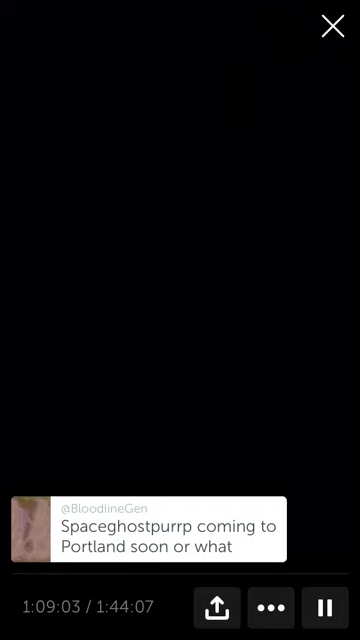 @BloodlineGen
Spaceghostpurrp coming to
Portland soon or what
1:09:03 / 1:44:07